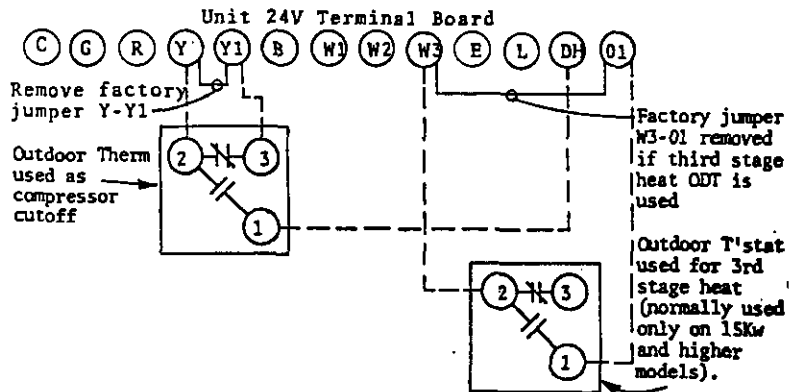 Unit 24V Terminal Board
C G R Y Y1 B W1 W2 W3 E L DH 01
Remove factory
jumper Y-Y1
Outdoor Therm
used as
compressor
cutoff
2 3
1
Factory jumper
W3-01 removed
if third stage
heat ODT is
used
Outdoor T'stat
used for 3rd
stage heat
(normally used
only on 15Kw
and higher
models).
2 3
1